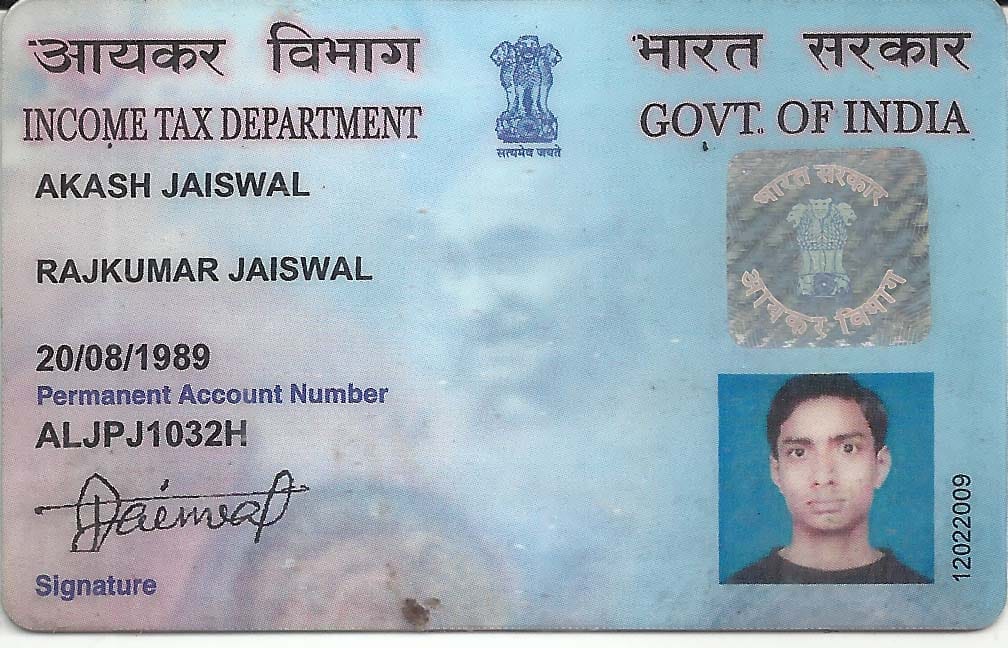 आयकर विभाग
भारत सरकार
INCOME TAX DEPARTMENT
GOVT. OF INDIA
सत्यमेव जयते
AKASH JAISWAL
RAJKUMAR JAISWAL
20/08/1989
Permanent Account Number
ALJPJ1032H
Jaiswal
Signature
भारत सरकार
आयकर विभाग
12022009